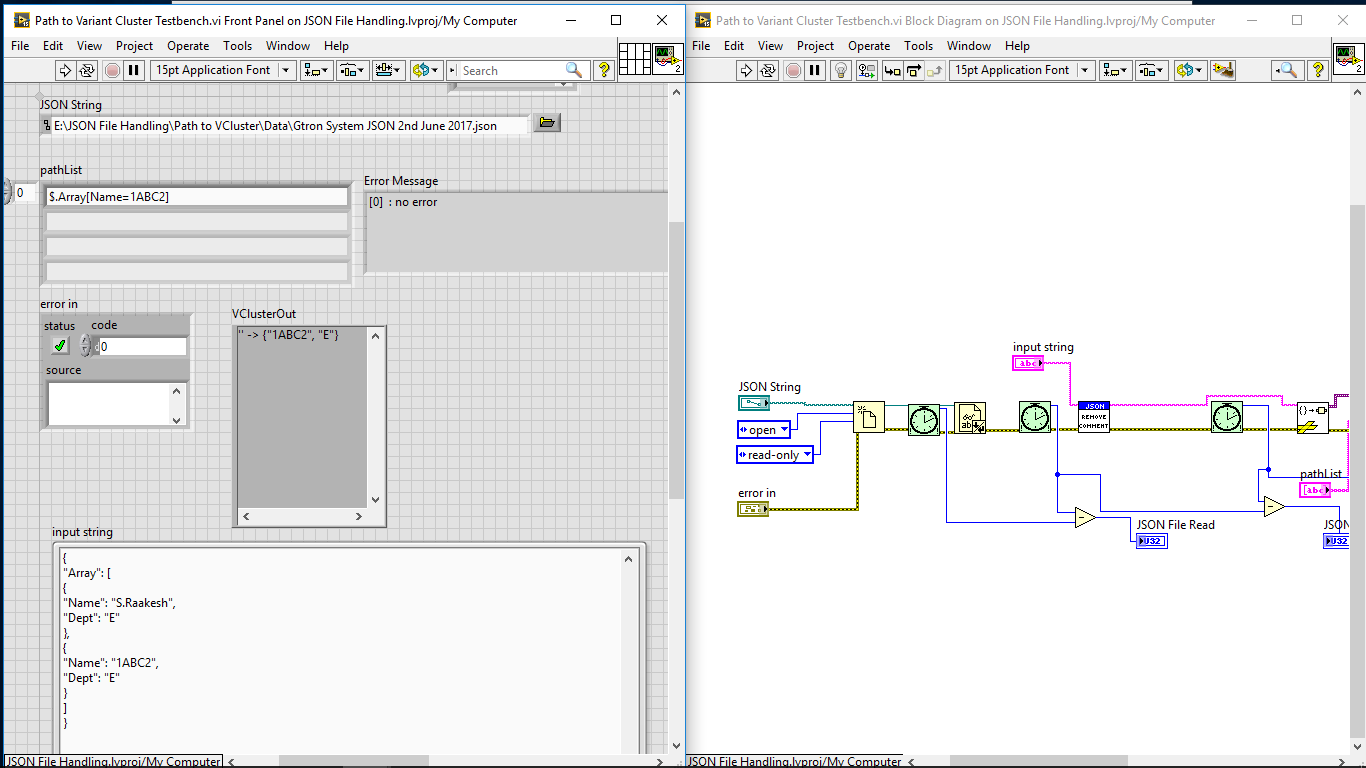 Path to Variant Cluster Testbench.vi Front Panel on JSON File Handling.lvproj/My Computer
File Edit View Project Operate Tools Window Help
15pt Application Font
Search
2
JSON String
E:\JSON File Handling\Path to VCluster\Data\Gtron System JSON 2nd June 2017.json
pathList
0
$.Array[Name=1ABC2]
Error Message
[0] : no error
error in
status code
0
source
VClusterOut
'' -> {"1ABC2", "E"}
input string
{
"Array": [
{
"Name": "S.Raakesh",
"Dept": "E"
},
{
"Name": "1ABC2",
"Dept": "E"
}
]
}
JSON File Handling.lvproj/My Computer
Path to Variant Cluster Testbench.vi Block Diagram on JSON File Handling.lvproj/My Computer
File Edit View Project Operate Tools Window Help
15pt Application Font
2
input string
abc
JSON String
open
read-only
error in
JSON
REMOVE
COMMENT
pathList
[abc]
JSON File Read
U32
JSON
U32
JSON File Handling.lvproj/My Computer